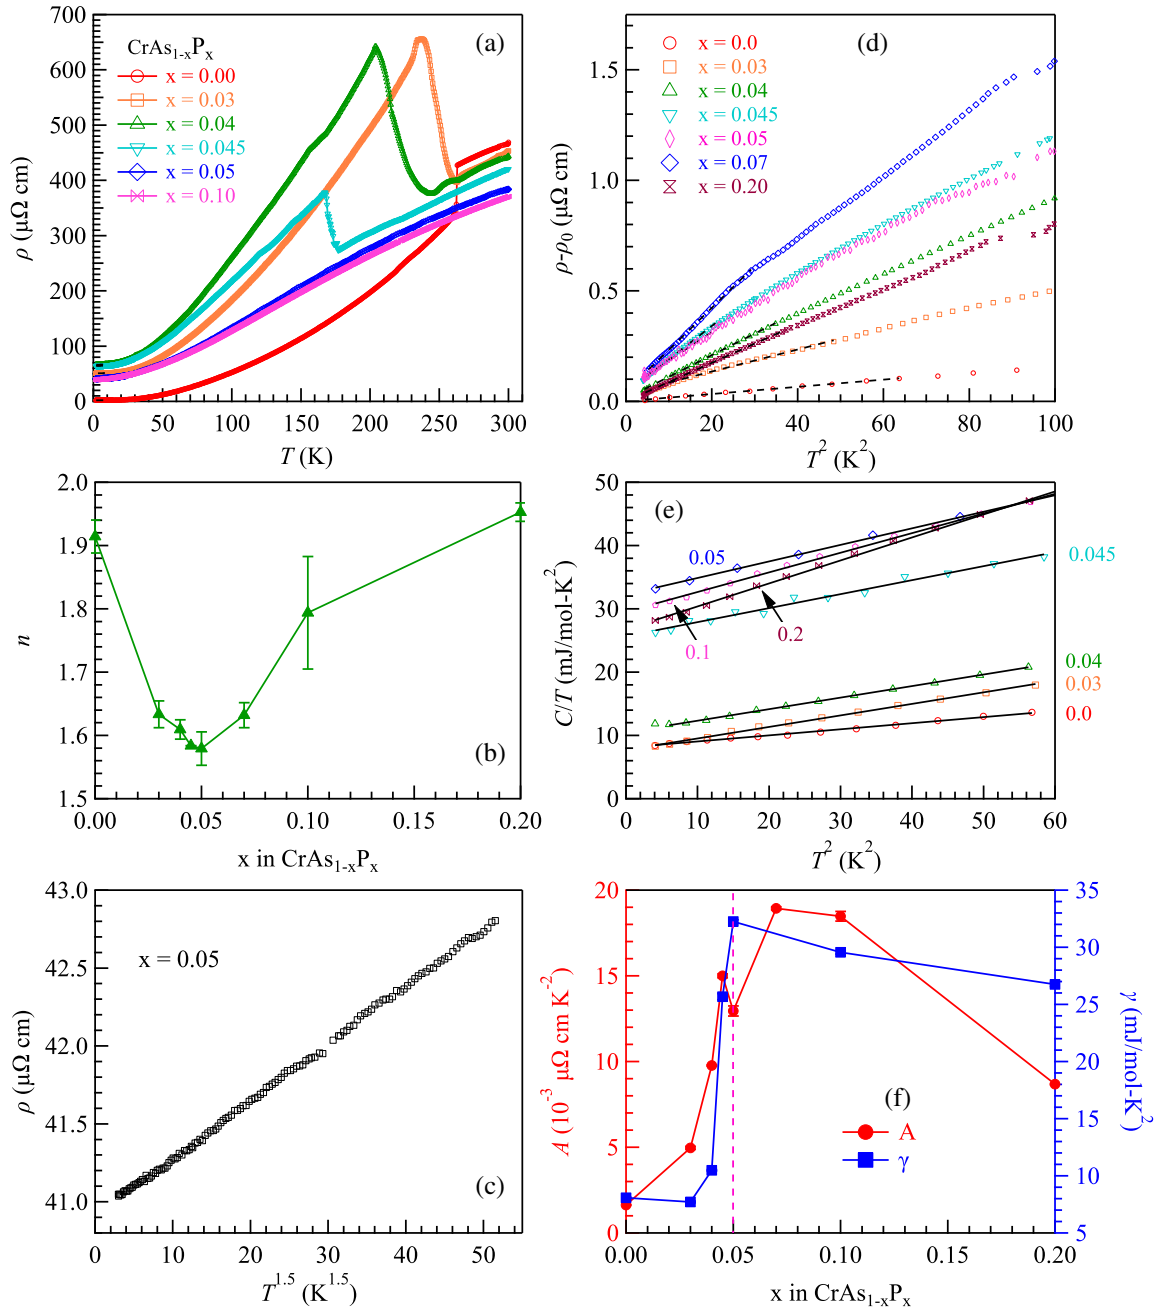 700
600
500
400
300
200
100
0
ρ (μΩ cm)
(a)
CrAs1-xPx
x = 0.00
x = 0.03
x = 0.04
x = 0.045
x = 0.05
x = 0.10
0 50 100 150 200 250 300
T (K)
1.5
1.0
0.5
0.0
ρ-ρ0 (μΩ cm)
(d)
x = 0.0
x = 0.03
x = 0.04
x = 0.045
x = 0.05
x = 0.07
x = 0.20
20 40 60 80 100
T2 (K2)
2.0
1.9
1.8
1.7
1.6
1.5
n
(b)
0.00 0.05 0.10 0.15 0.20
x in CrAs1-xPx
50
40
30
20
10
0
C/T (mJ/mol-K2)
(e)
0.05
0.1
0.2
0.045
0.04
0.03
0.0
0 10 20 30 40 50 60
T2 (K2)
43.0
42.5
42.0
41.5
41.0
ρ (μΩ cm)
x = 0.05
(c)
0 10 20 30 40 50
T1.5 (K1.5)
20
15
10
5
0
A (10-3 μΩ cm K-2)
(f)
A
γ
35
30
25
20
15
10
5
γ (mJ/mol-K2)
0.00 0.05 0.10 0.15 0.20
x in CrAs1-xPx